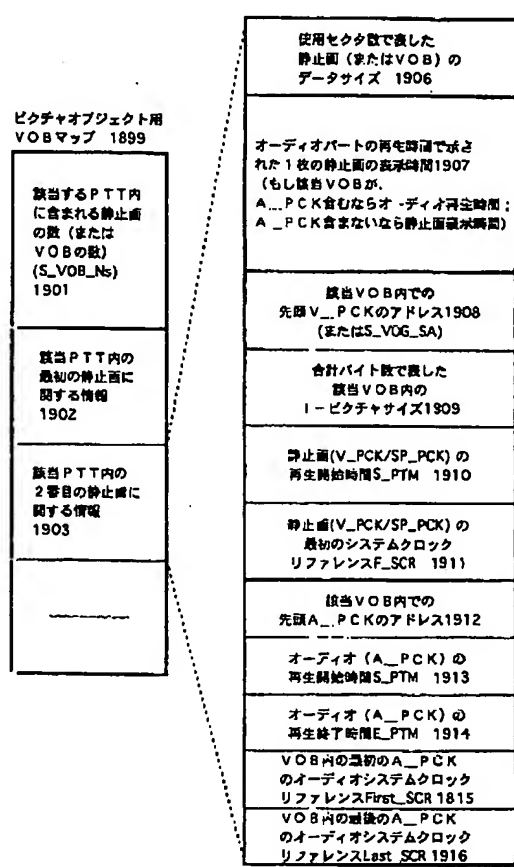 ピクチャオブジェクト用
VOBマップ 1899
該当するPTT内
に含まれる静止画
の数（または
VOBの数）
(S_VOB_Ns)
1901
該当PTT内の
最初の静止画に
関する情報
1902
該当PTT内の
2番目の静止画に
関する情報
1903
使用セクタ数で表した
静止画（またはVOB）の
データサイズ 1906
オーディオパートの再生時間で示さ
れた1枚の静止画の表示時間1907
（もし該当VOBが、
A_PCK含むならオーディオ再生時間；
A_PCK含まないなら静止画表示時間）
該当VOB内での
先頭V_PCKのアドレス1908
(またはS_VOG_SA)
合計バイト数で表した
該当VOB内の
I-ピクチャサイズ1909
静止画(V_PCK/SP_PCK)の
再生開始時間S_PTM 1910
静止画(V_PCK/SP_PCK)の
最初のシステムクロック
リファレンスF_SCR 1911
該当VOB内での
先頭A_PCKのアドレス1912
オーディオ（A_PCK）の
再生開始時間S_PTM 1913
オーディオ（A_PCK）の
再生終了時間E_PTM 1914
VOB内の最初のA_PCK
のオーディオシステムクロック
リファレンスFirst_SCR 1815
VOB内の最後のA_PCK
のオーディオシステムクロック
リファレンスLast_SCR 1916